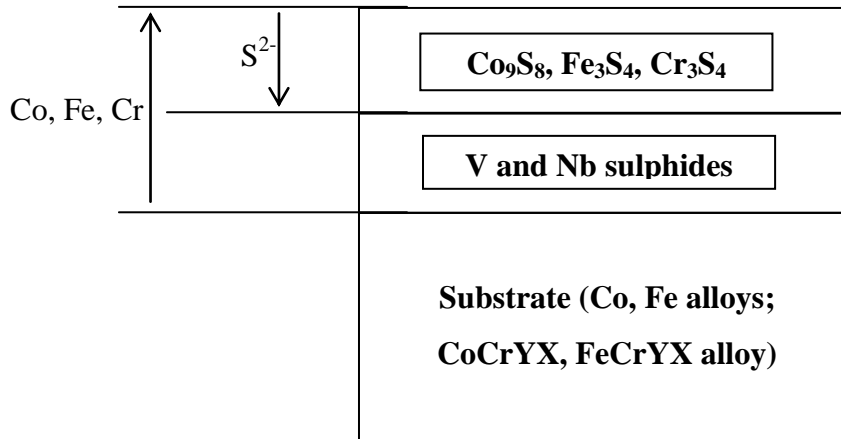 S²⁻
Co₉S₈, Fe₃S₄, Cr₃S₄
Co, Fe, Cr
V and Nb sulphides
Substrate (Co, Fe alloys;
CoCrYX, FeCrYX alloy)